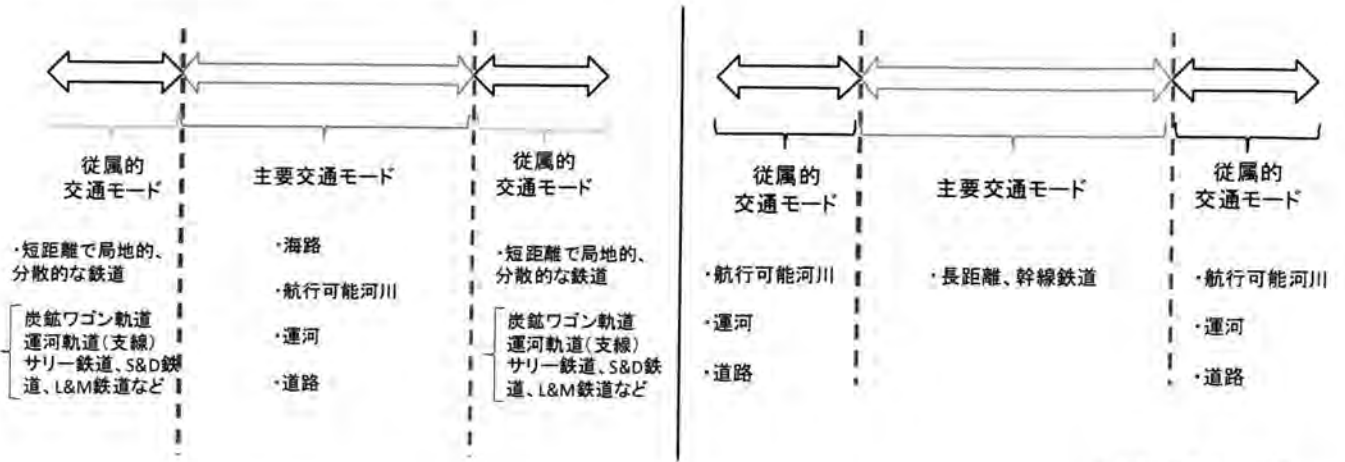 従属的
交通モード
・短距離で局地的、
分散的な鉄道
炭鉱ワゴン軌道
運河軌道(支線)
サリー鉄道、S&D鉄
道、L&M鉄道など
主要交通モード
・海路
・航行可能河川
・運河
・道路
従属的
交通モード
・短距離で局地的、
分散的な鉄道
炭鉱ワゴン軌道
運河軌道(支線)
サリー鉄道、S&D鉄
道、L&M鉄道など
従属的
交通モード
・航行可能河川
・運河
・道路
主要交通モード
・長距離、幹線鉄道
従属的
交通モード
・航行可能河川
・運河
・道路